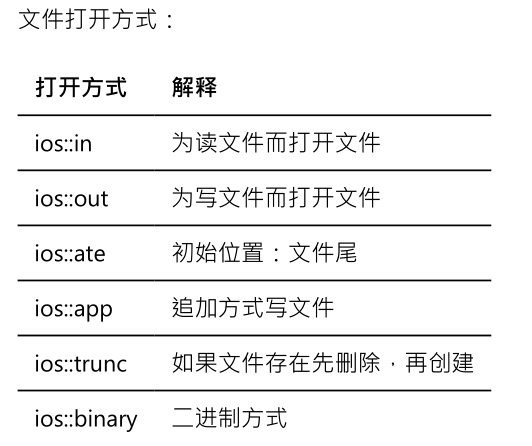 文件打开方式：
打开方式 解释
ios::in 为读文件而打开文件
ios::out 为写文件而打开文件
ios::ate 初始位置：文件尾
ios::app 追加方式写文件
ios::trunc 如果文件存在先删除，再创建
ios::binary 二进制方式